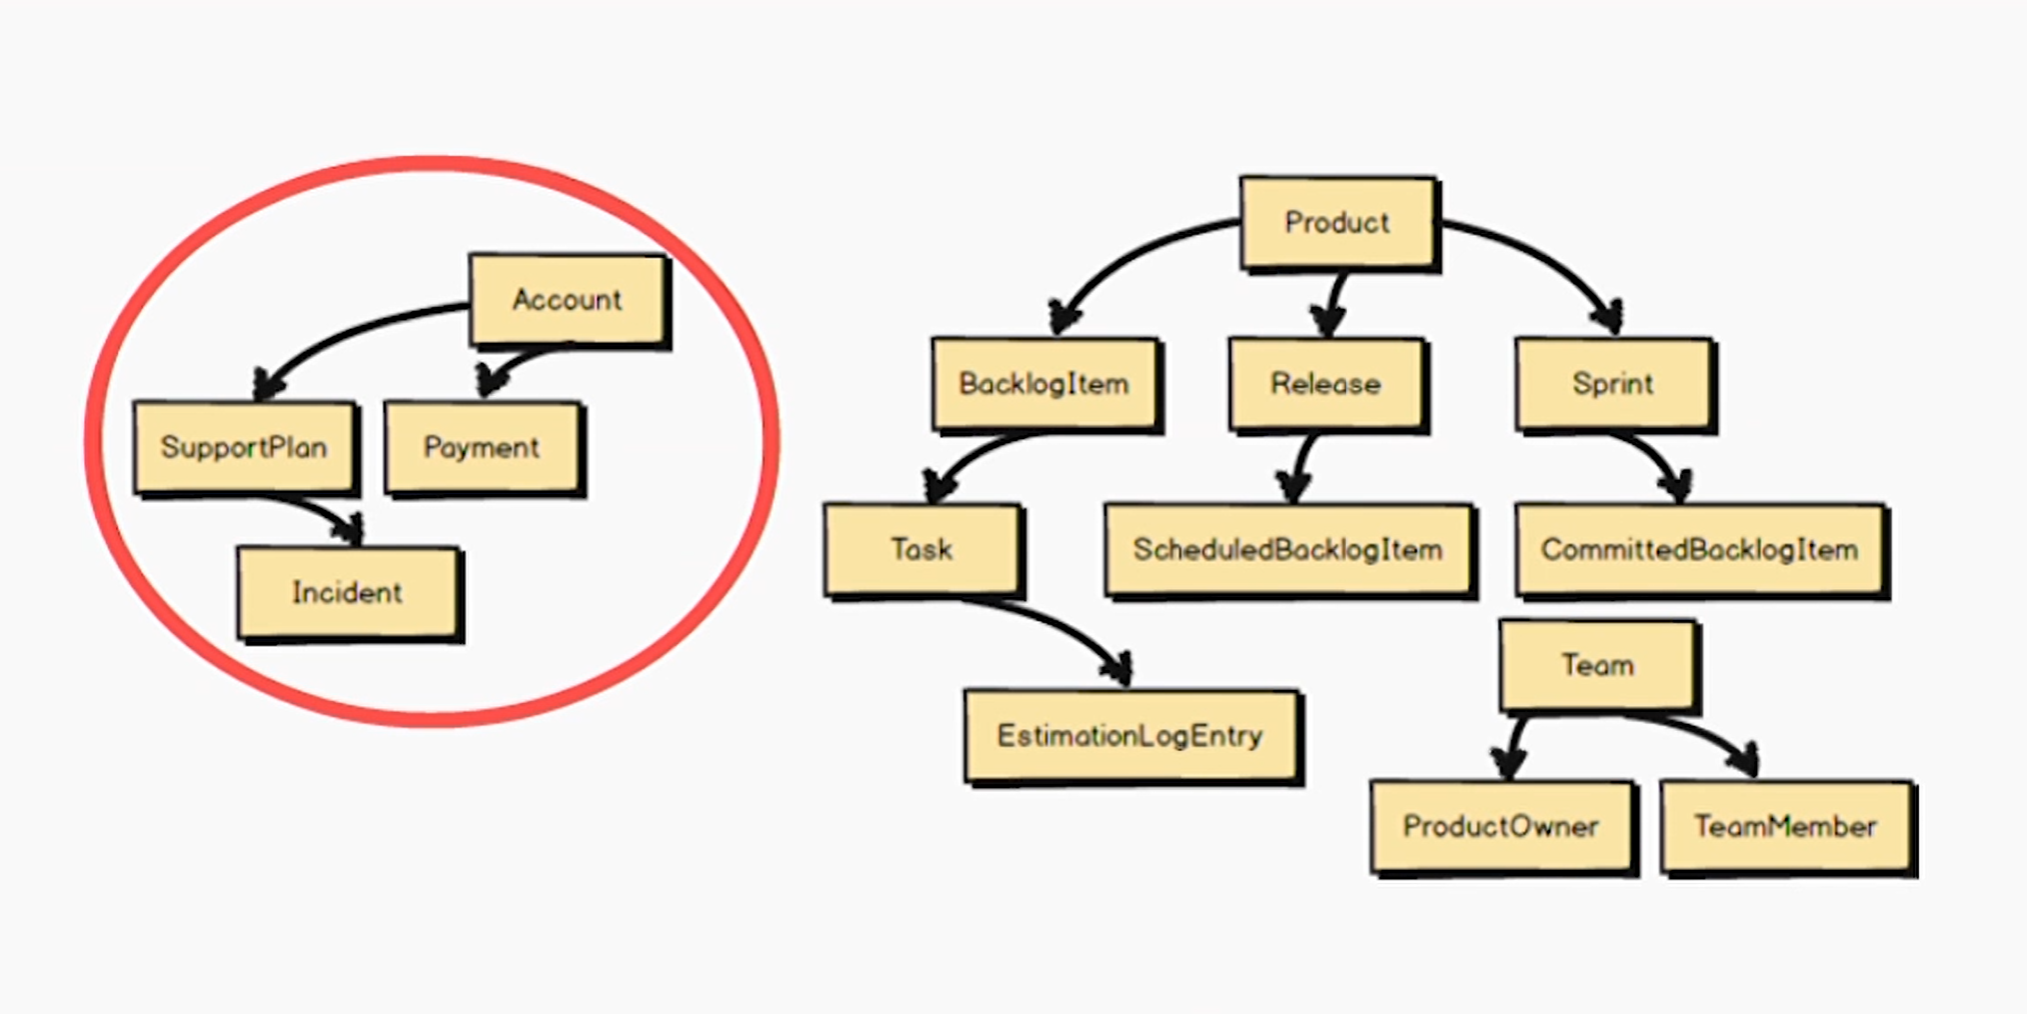 Product
Account
BacklogItem
Release
Sprint
SupportPlan
Payment
Task
ScheduledBacklogItem
CommittedBacklogItem
Incident
Team
EstimationLogEntry
ProductOwner
TeamMember